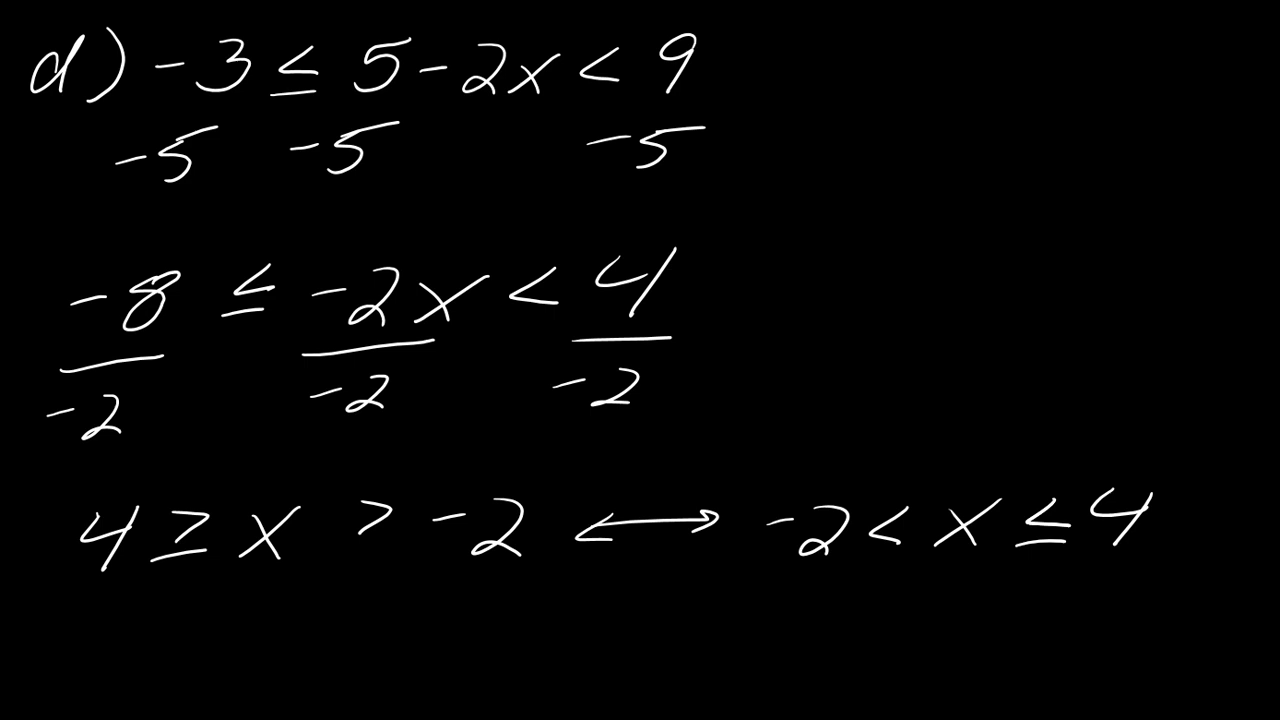 d) -3 ≤ 5 - 2x < 9
-5 -5 -5
-8 ≤ -2x < 4
-2 -2 -2
4 ≥ x > -2 ⟷ -2 < x ≤ 4